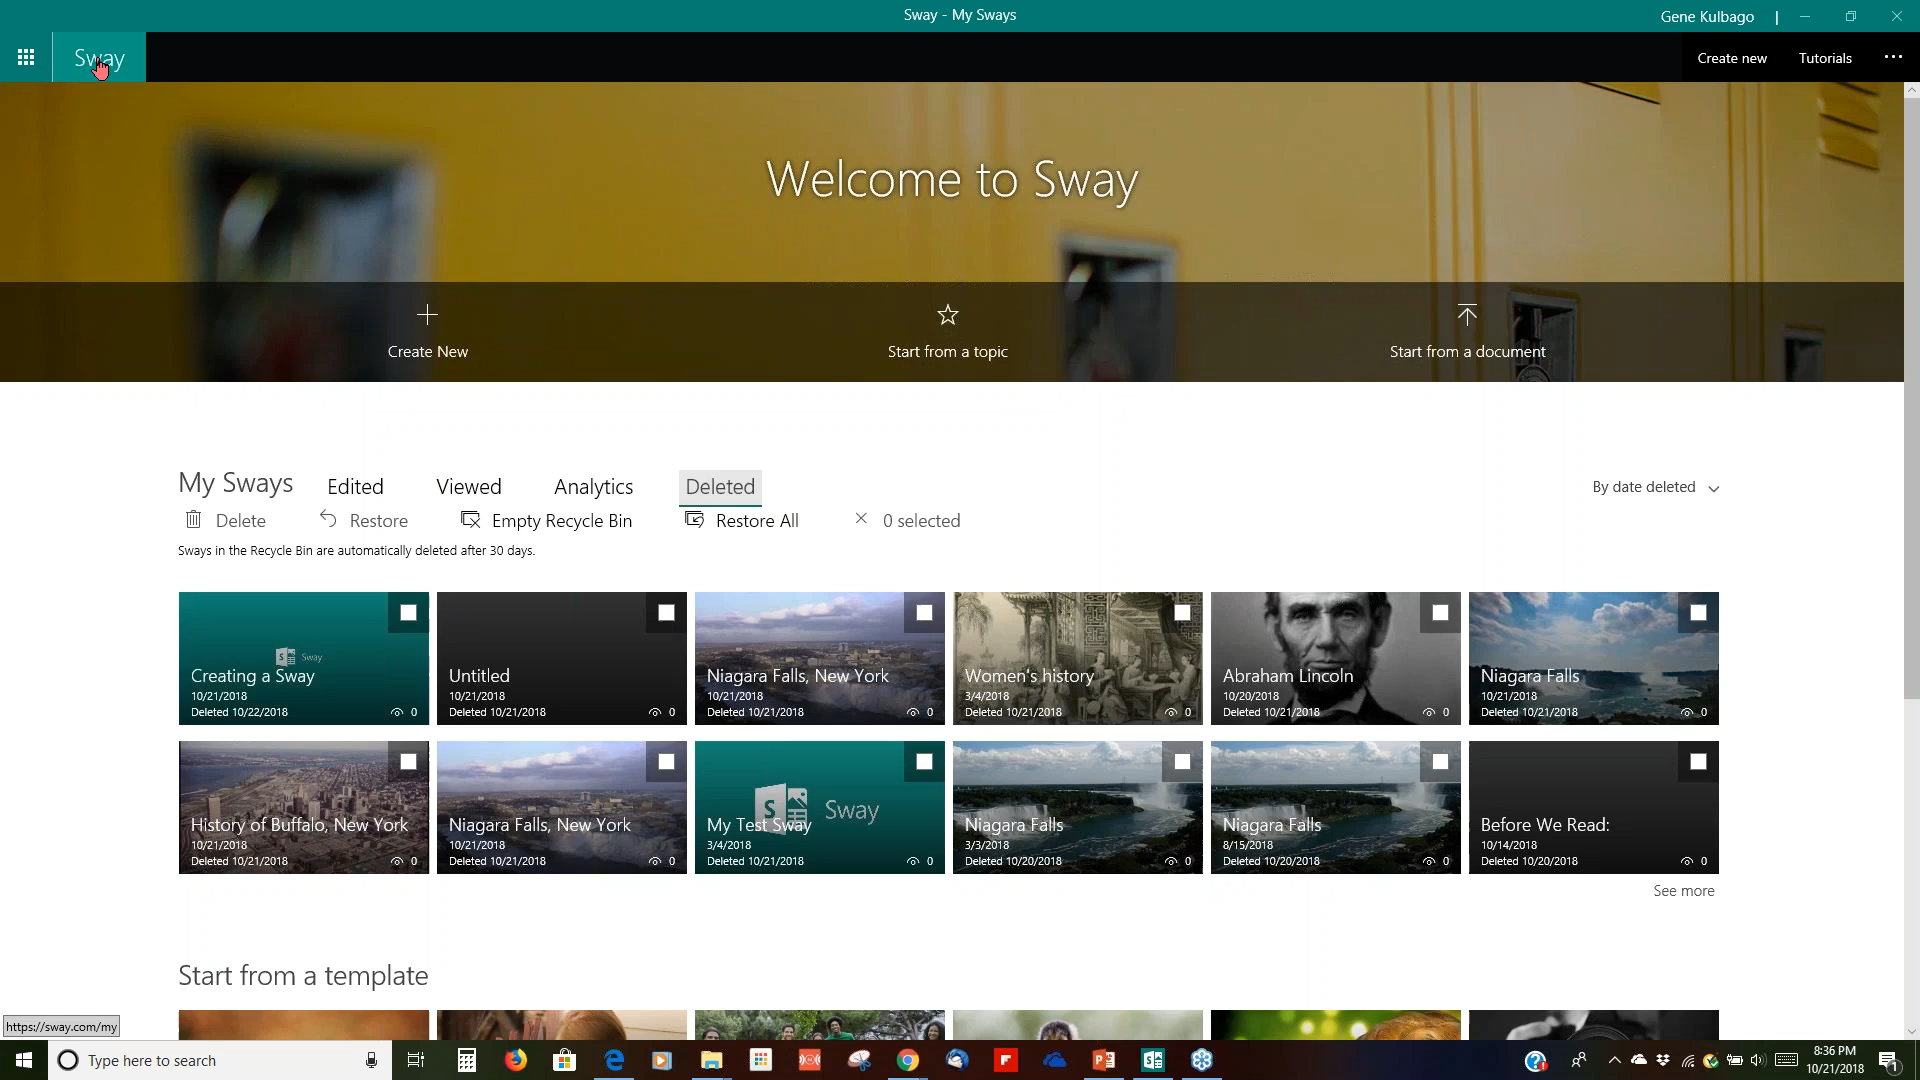 Sway - My Sways
Gene Kulbago
Sway
Create new
Tutorials
Welcome to Sway
Create New
Start from a topic
Start from a document
My Sways
Edited
Viewed
Analytics
Deleted
By date deleted
Delete
Restore
Empty Recycle Bin
Restore All
0 selected
Sways in the Recycle Bin are automatically deleted after 30 days.
Sway
Creating a Sway
10/21/2018
Deleted 10/22/2018
0
Untitled
10/21/2018
Deleted 10/21/2018
0
Niagara Falls, New York
10/21/2018
Deleted 10/21/2018
0
Women's history
3/4/2018
Deleted 10/21/2018
0
Abraham Lincoln
10/20/2018
Deleted 10/21/2018
0
Niagara Falls
10/21/2018
Deleted 10/21/2018
0
History of Buffalo, New York
10/21/2018
Deleted 10/21/2018
0
Niagara Falls, New York
10/21/2018
Deleted 10/21/2018
0
Sway
My Test Sway
3/4/2018
Deleted 10/21/2018
0
Niagara Falls
3/3/2018
Deleted 10/20/2018
0
Niagara Falls
8/15/2018
Deleted 10/20/2018
0
Before We Read:
10/14/2018
Deleted 10/20/2018
0
See more
Start from a template
https://sway.com/my
Type here to search
8:36 PM
10/21/2018
1